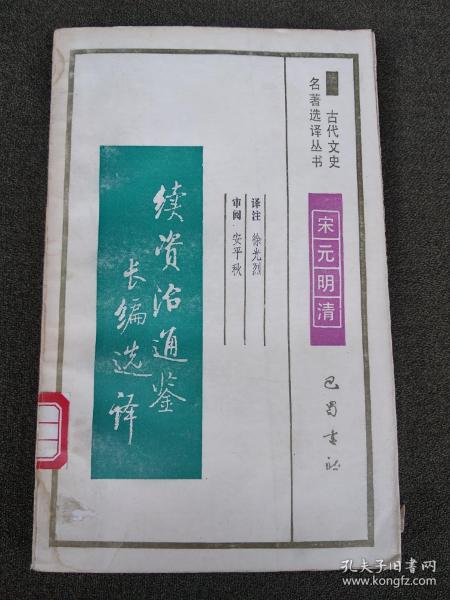 古代文史
名著选译丛书
宋元明清
巴蜀书社
译注 徐光烈
审阅 安平秋
续资治通鉴
长编选译
孔夫子旧书网
www.kongfz.com